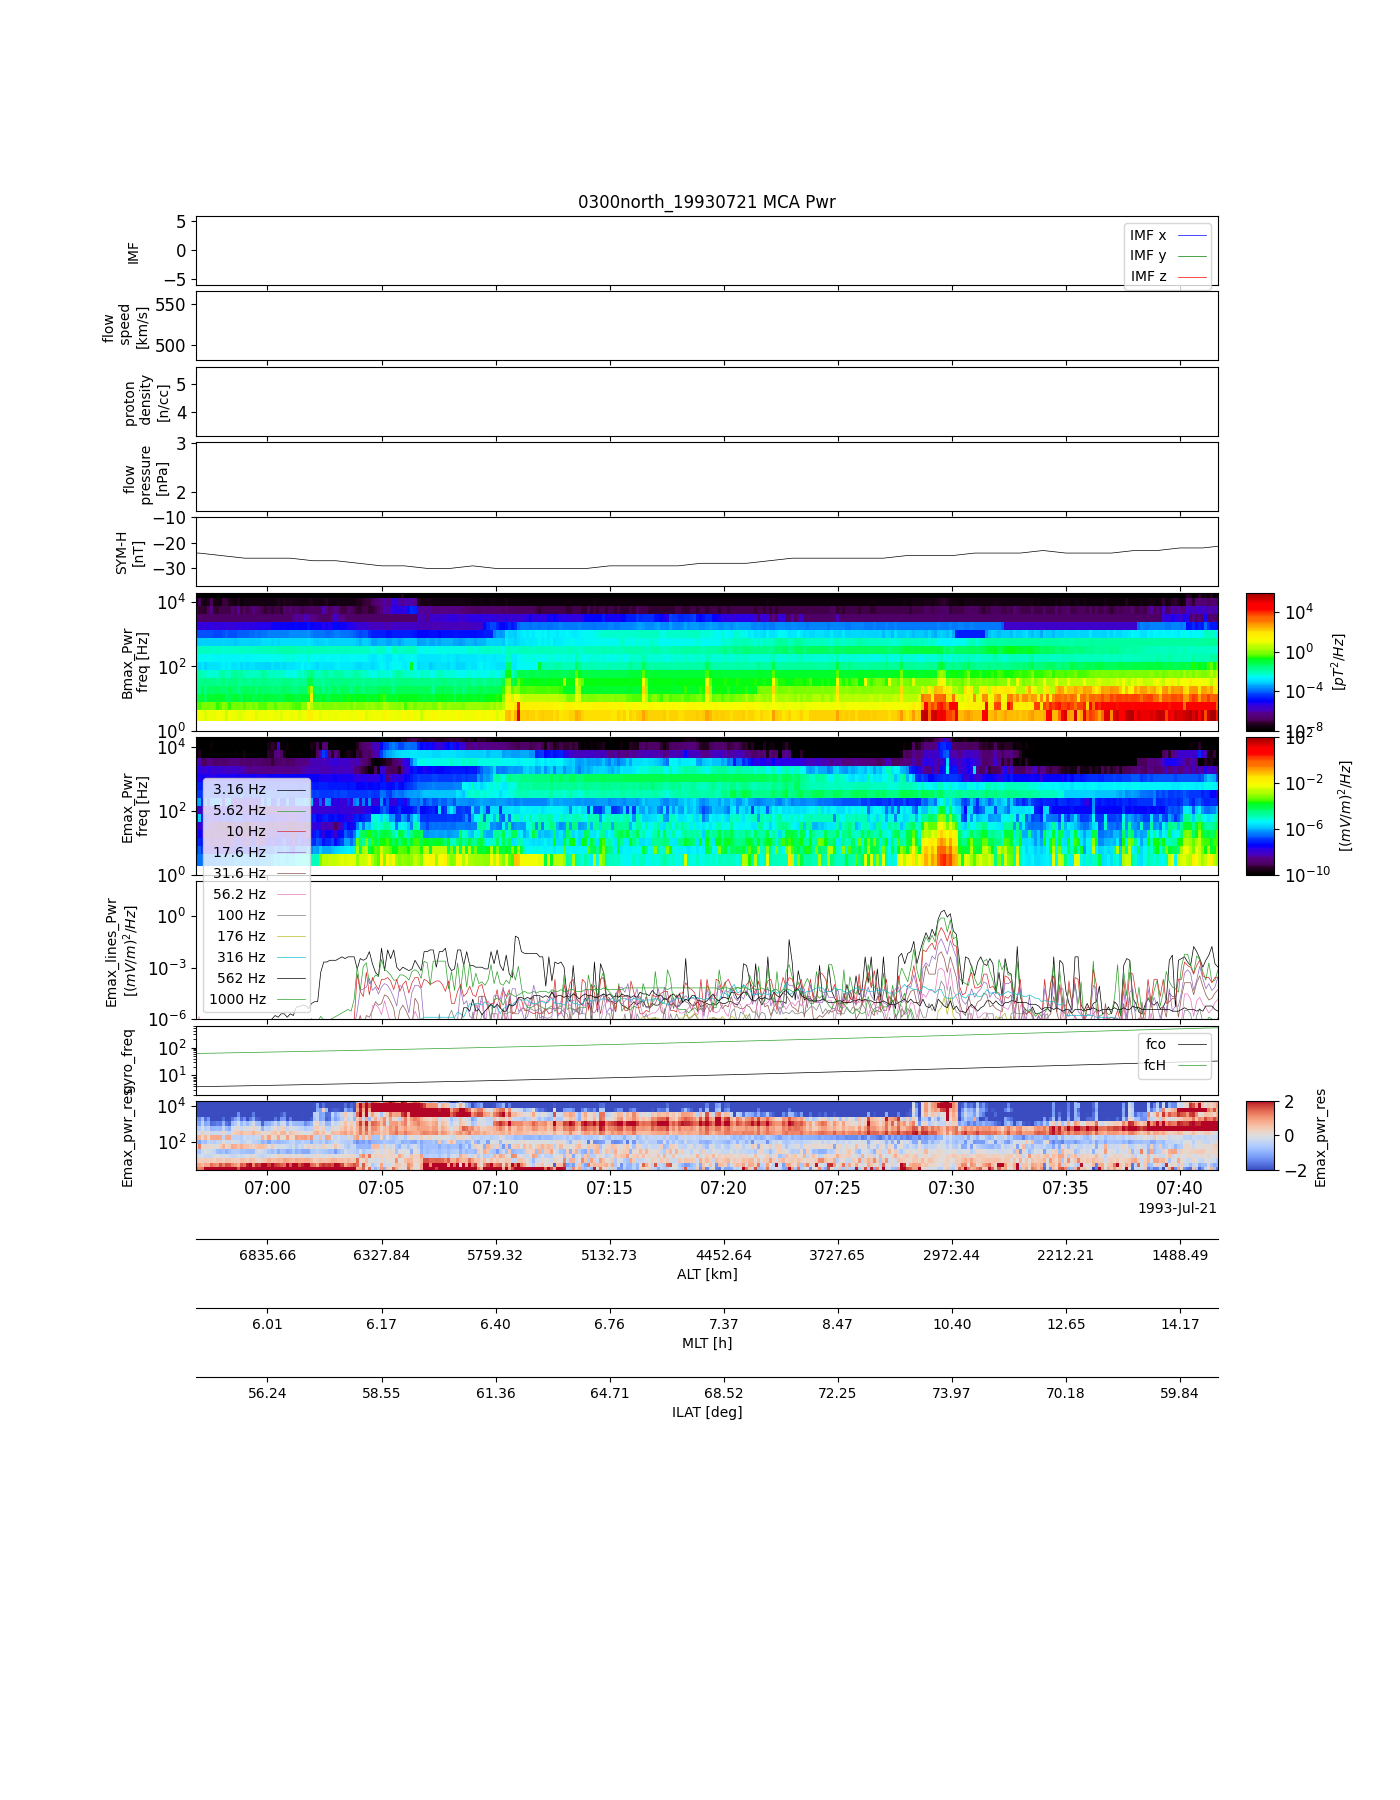 0300north_19930721 MCA Pwr
5
0
−5
IMF
IMF x
IMF y
IMF z
550
500
flow
speed
[km/s]
5
4
proton
density
[n/cc]
3
2
flow
pressure
[nPa]
−10
−20
−30
SYM-H
[nT]
10^4
10^2
10^0
Bmax_Pwr
freq [Hz]
10^4
10^0
10^−4
10^−8
[pT^2/Hz]
10^4
10^2
10^0
Emax_Pwr
freq [Hz]
10^2
10^−2
10^−6
10^−10
[(mV/m)^2/Hz]
3.16 Hz
5.62 Hz
10 Hz
17.6 Hz
31.6 Hz
56.2 Hz
100 Hz
176 Hz
316 Hz
562 Hz
1000 Hz
10^0
10^−3
10^−6
Emax_lines_Pwr
[(mV/m)^2/Hz]
10^2
10^1
gyro_freq
fco
fcH
10^4
10^2
Emax_pwr_res
2
0
−2
Emax_pwr_res
07:00 07:05 07:10 07:15 07:20 07:25 07:30 07:35 07:40
1993-Jul-21
6835.66 6327.84 5759.32 5132.73 4452.64 3727.65 2972.44 2212.21 1488.49
ALT [km]
6.01 6.17 6.40 6.76 7.37 8.47 10.40 12.65 14.17
MLT [h]
56.24 58.55 61.36 64.71 68.52 72.25 73.97 70.18 59.84
ILAT [deg]